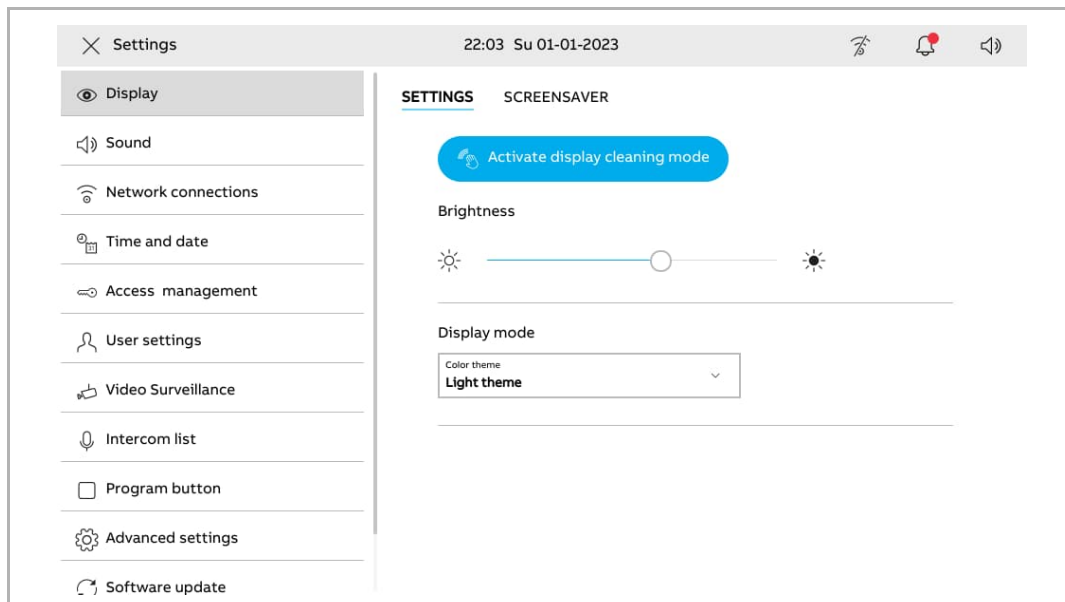 Settings
22:03 Su 01-01-2023
Display
Sound
Network connections
Time and date
Access management
User settings
Video Surveillance
Intercom list
Program button
Advanced settings
Software update
SETTINGS SCREENSAVER
Activate display cleaning mode
Brightness
Display mode
Color theme
Light theme